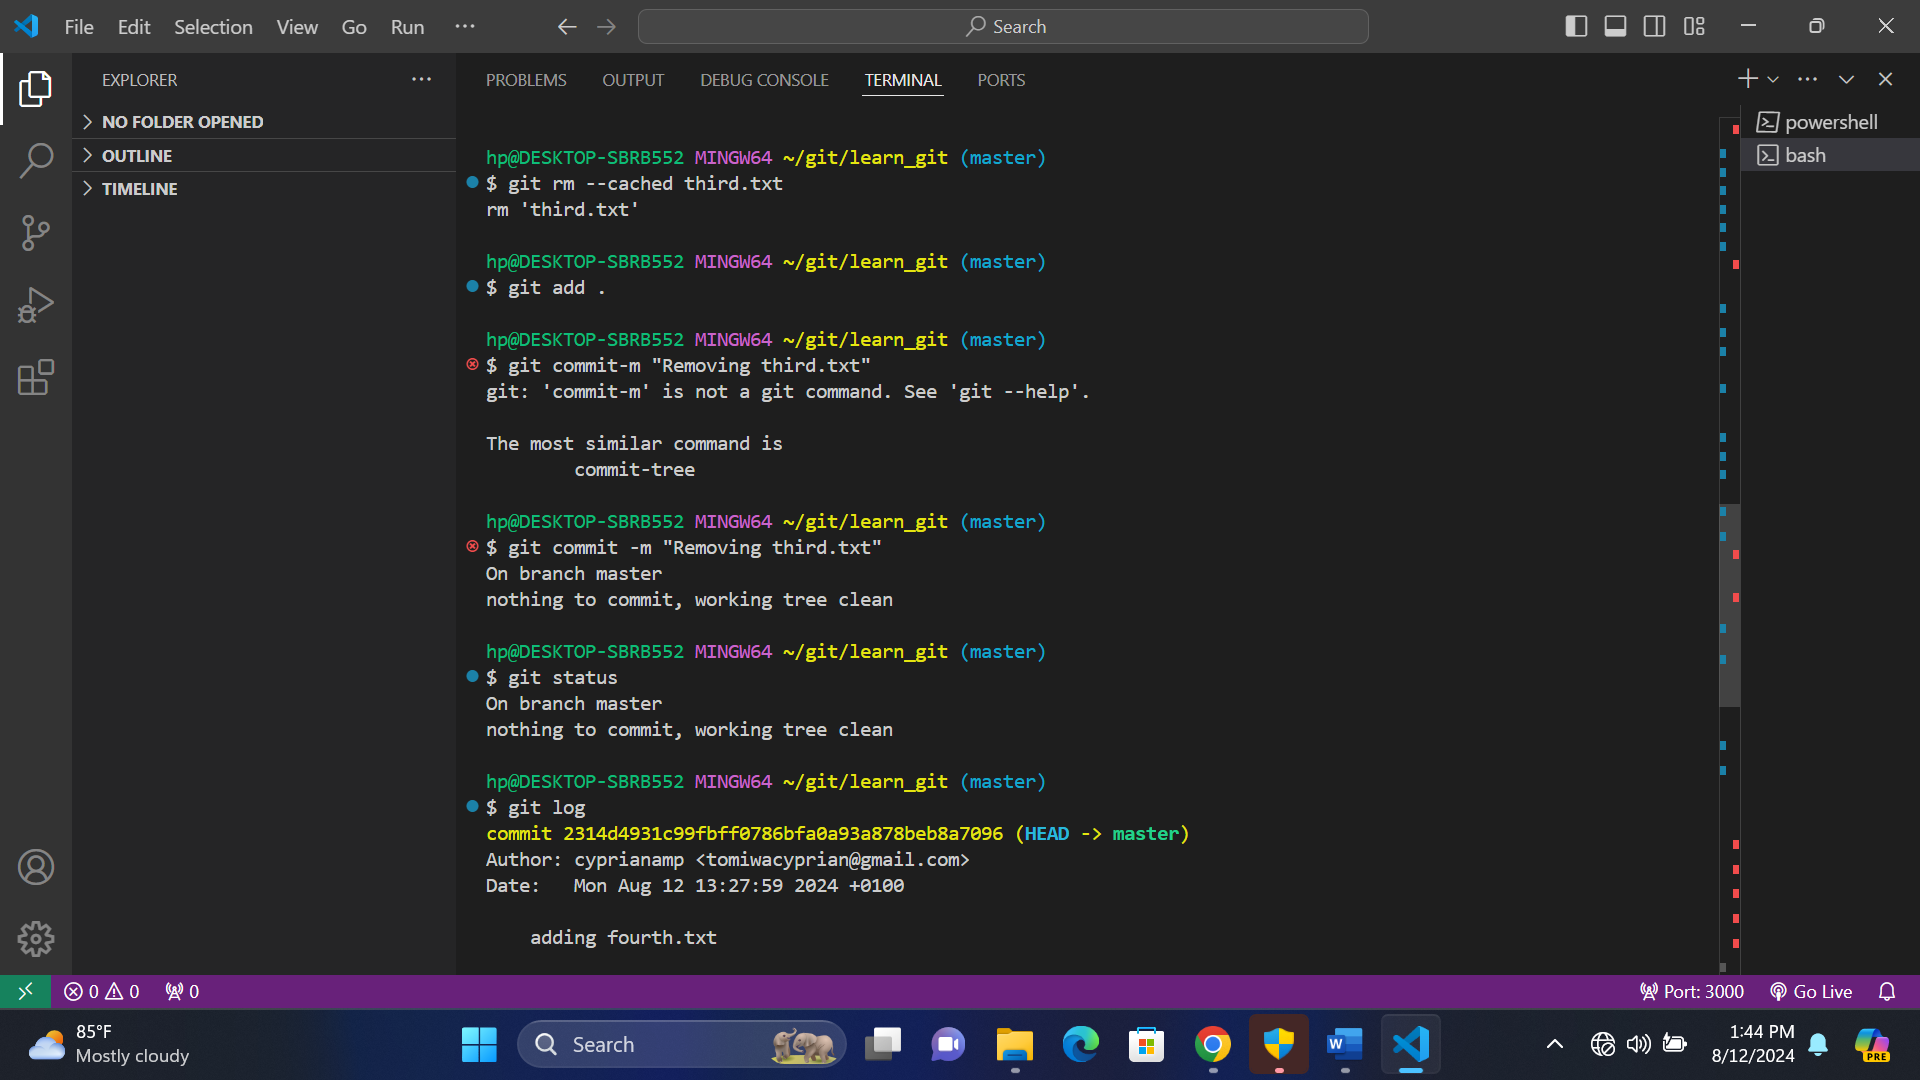 File Edit Selection View Go Run ··· Search
EXPLORER ···
NO FOLDER OPENED
OUTLINE
TIMELINE
PROBLEMS OUTPUT DEBUG CONSOLE TERMINAL PORTS
powershell
bash
hp@DESKTOP-SBRB552 MINGW64 ~/git/learn_git (master)
$ git rm --cached third.txt
rm 'third.txt'
hp@DESKTOP-SBRB552 MINGW64 ~/git/learn_git (master)
$ git add .
hp@DESKTOP-SBRB552 MINGW64 ~/git/learn_git (master)
$ git commit-m "Removing third.txt"
git: 'commit-m' is not a git command. See 'git --help'.
The most similar command is
commit-tree
hp@DESKTOP-SBRB552 MINGW64 ~/git/learn_git (master)
$ git commit -m "Removing third.txt"
On branch master
nothing to commit, working tree clean
hp@DESKTOP-SBRB552 MINGW64 ~/git/learn_git (master)
$ git status
On branch master
nothing to commit, working tree clean
hp@DESKTOP-SBRB552 MINGW64 ~/git/learn_git (master)
$ git log
commit 2314d4931c99fbff0786bfa0a93a878beb8a7096 (HEAD -> master)
Author: cyprianamp <tomiwacyprian@gmail.com>
Date:   Mon Aug 12 13:27:59 2024 +0100
adding fourth.txt
0 0 0 Port: 3000 Go Live
85°F
Mostly cloudy
Search
W
1:44 PM
8/12/2024
PRE